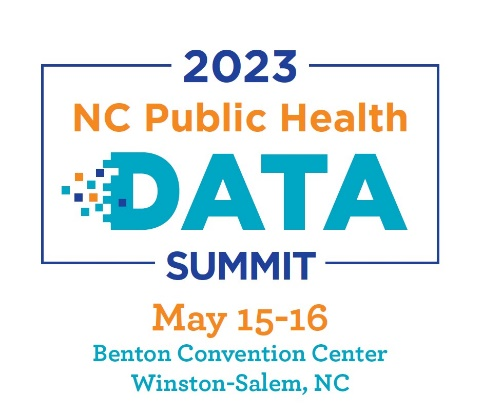 2023
NC Public Health
DATA
SUMMIT
May 15-16
Benton Convention Center
Winston-Salem, NC